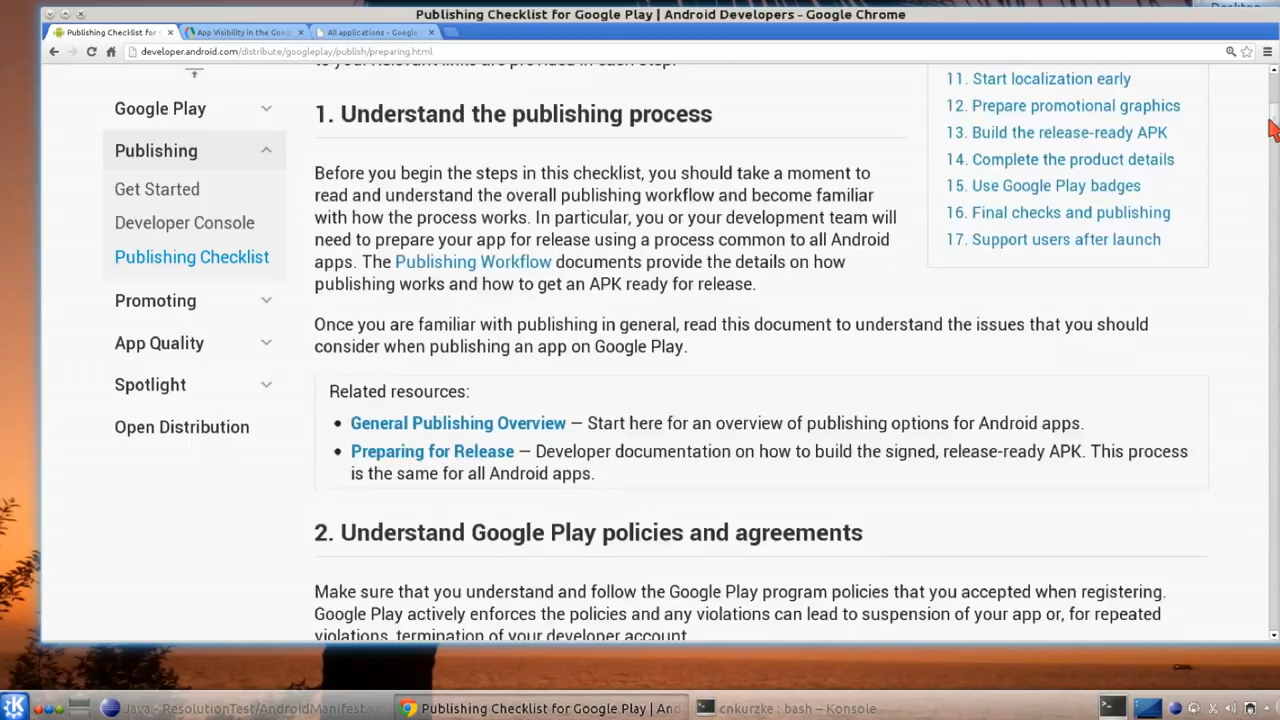 Publishing Checklist for Google Play | Android Developers - Google Chrome
Publishing Checklist for
App Visibility in the Goog
All applications - Google
developer.android.com/distribute/googleplay/publish/preparing.html
Google Play
Publishing
Get Started
Developer Console
Publishing Checklist
Promoting
App Quality
Spotlight
Open Distribution
1. Understand the publishing process
Before you begin the steps in this checklist, you should take a moment to
read and understand the overall publishing workflow and become familiar
with how the process works. In particular, you or your development team will
need to prepare your app for release using a process common to all Android
apps. The Publishing Workflow documents provide the details on how
publishing works and how to get an APK ready for release.
Once you are familiar with publishing in general, read this document to understand the issues that you should
consider when publishing an app on Google Play.
Related resources:
• General Publishing Overview — Start here for an overview of publishing options for Android apps.
• Preparing for Release — Developer documentation on how to build the signed, release-ready APK. This process
is the same for all Android apps.
2. Understand Google Play policies and agreements
Make sure that you understand and follow the Google Play program policies that you accepted when registering.
Google Play actively enforces the policies and any violations can lead to suspension of your app or, for repeated
violations, termination of your developer account.
11. Start localization early
12. Prepare promotional graphics
13. Build the release-ready APK
14. Complete the product details
15. Use Google Play badges
16. Final checks and publishing
17. Support users after launch
Java - ResolutionTest/AndroidManifest.xm
Publishing Checklist for Google Play | And
cnkurzke : bash – Konsole